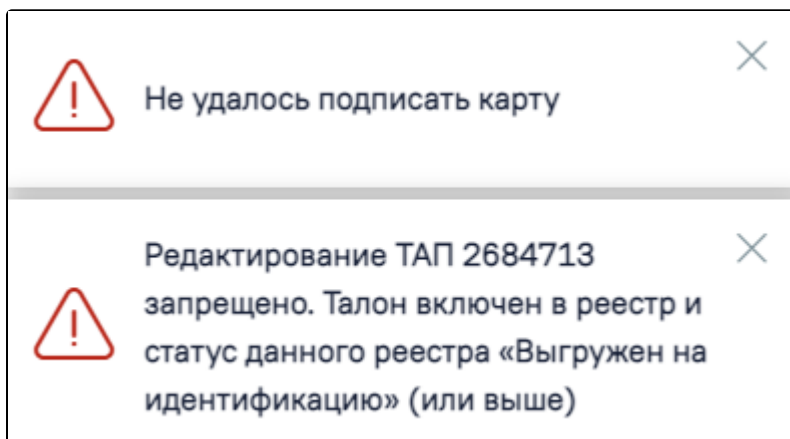 Не удалось подписать карту
Редактирование ТАП 2684713
запрещено. Талон включен в реестр и
статус данного реестра «Выгружен на
идентификацию» (или выше)